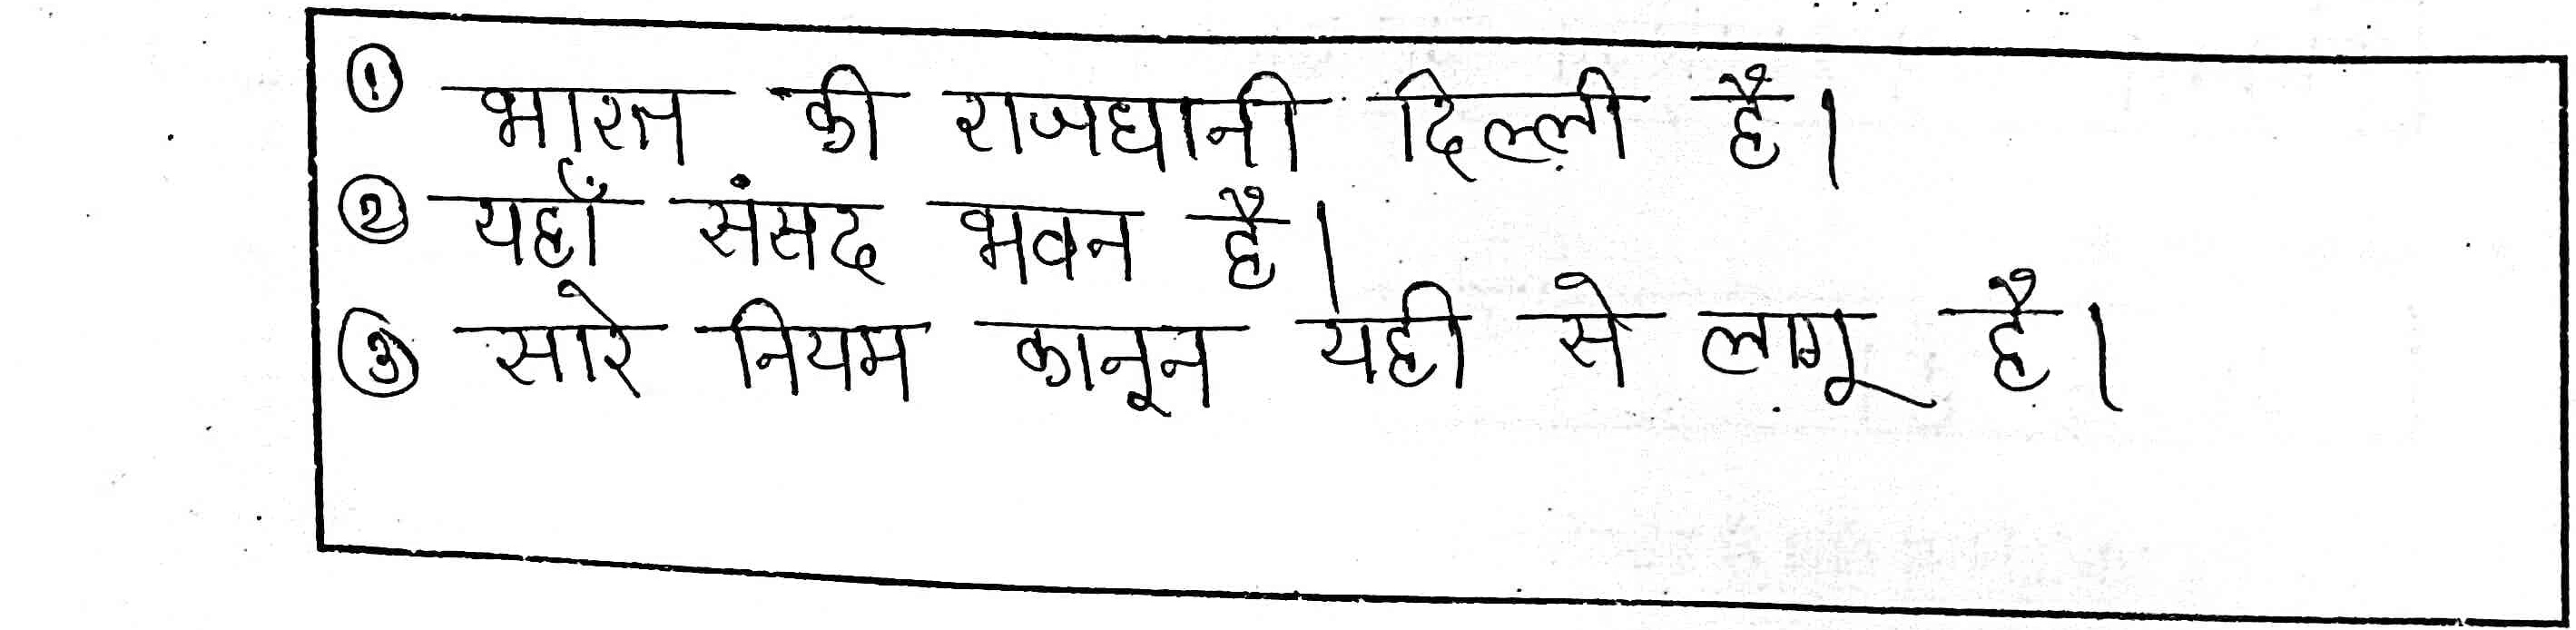 ① भारत की राजधानी दिल्ली है।
② यहाँ संसद भवन है।
③ सारे नियम कानून यही से लागू है।